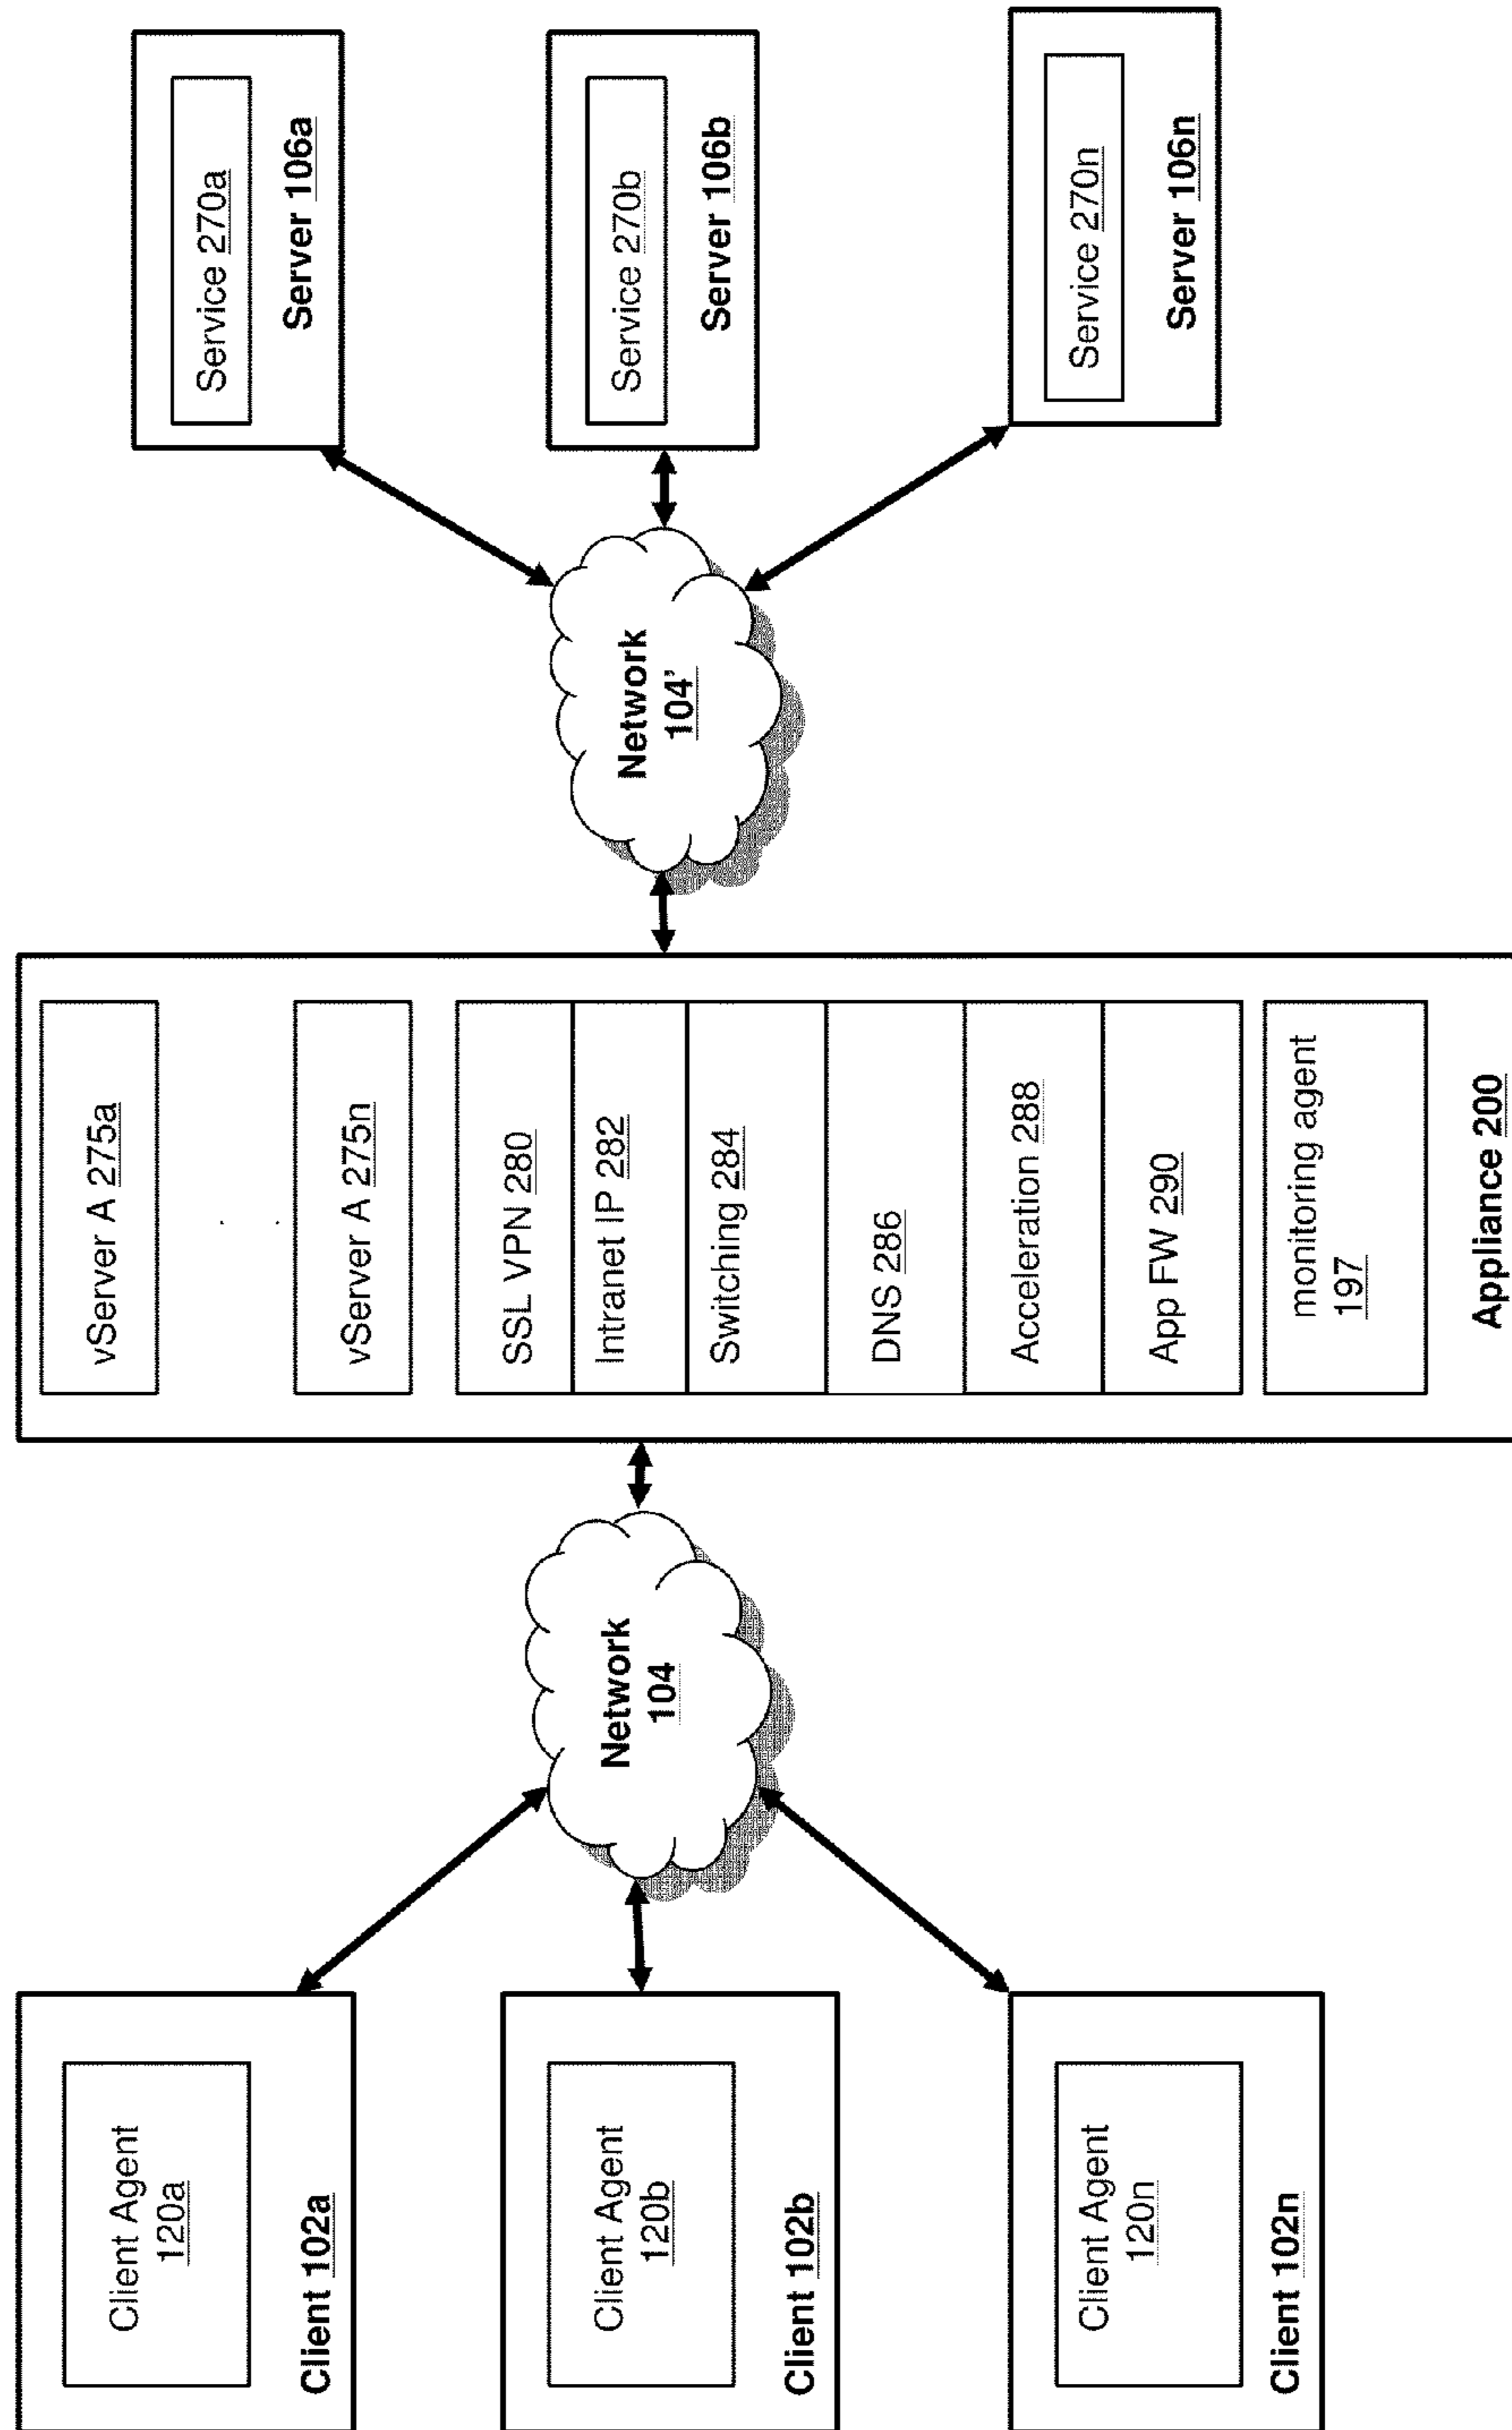 Client Agent
120a
Client 102a
Client Agent
120b
Client 102b
Client Agent
120n
Client 102n
Network
104
vServer A 275a
vServer A 275n
SSL VPN 280
Intranet IP 282
Switching 284
DNS 286
Acceleration 288
App FW 290
monitoring agent
197
Appliance 200
Network
104'
Service 270a
Server 106a
Service 270b
Server 106b
Service 270n
Server 106n